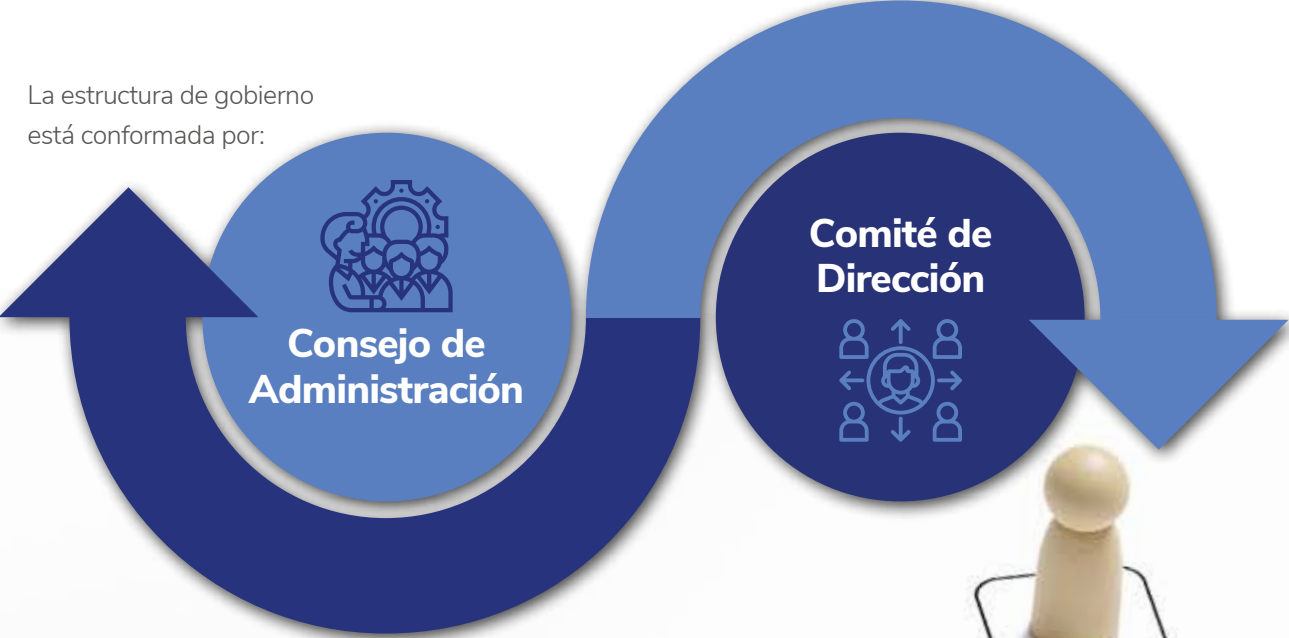 La estructura de gobierno
está conformada por:
Consejo de
Administración
Comité de
Dirección